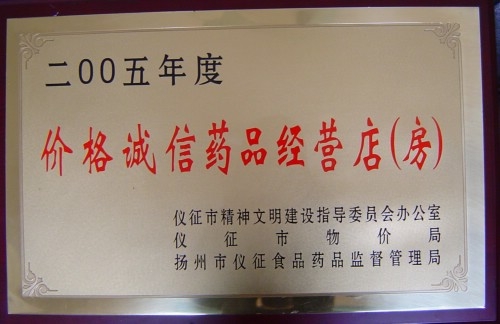 二00五年度
价格诚信药品经营店(房)
仪征市精神文明建设指导委员会办公室
仪征市物价局
扬州市仪征食品药品监督管理局